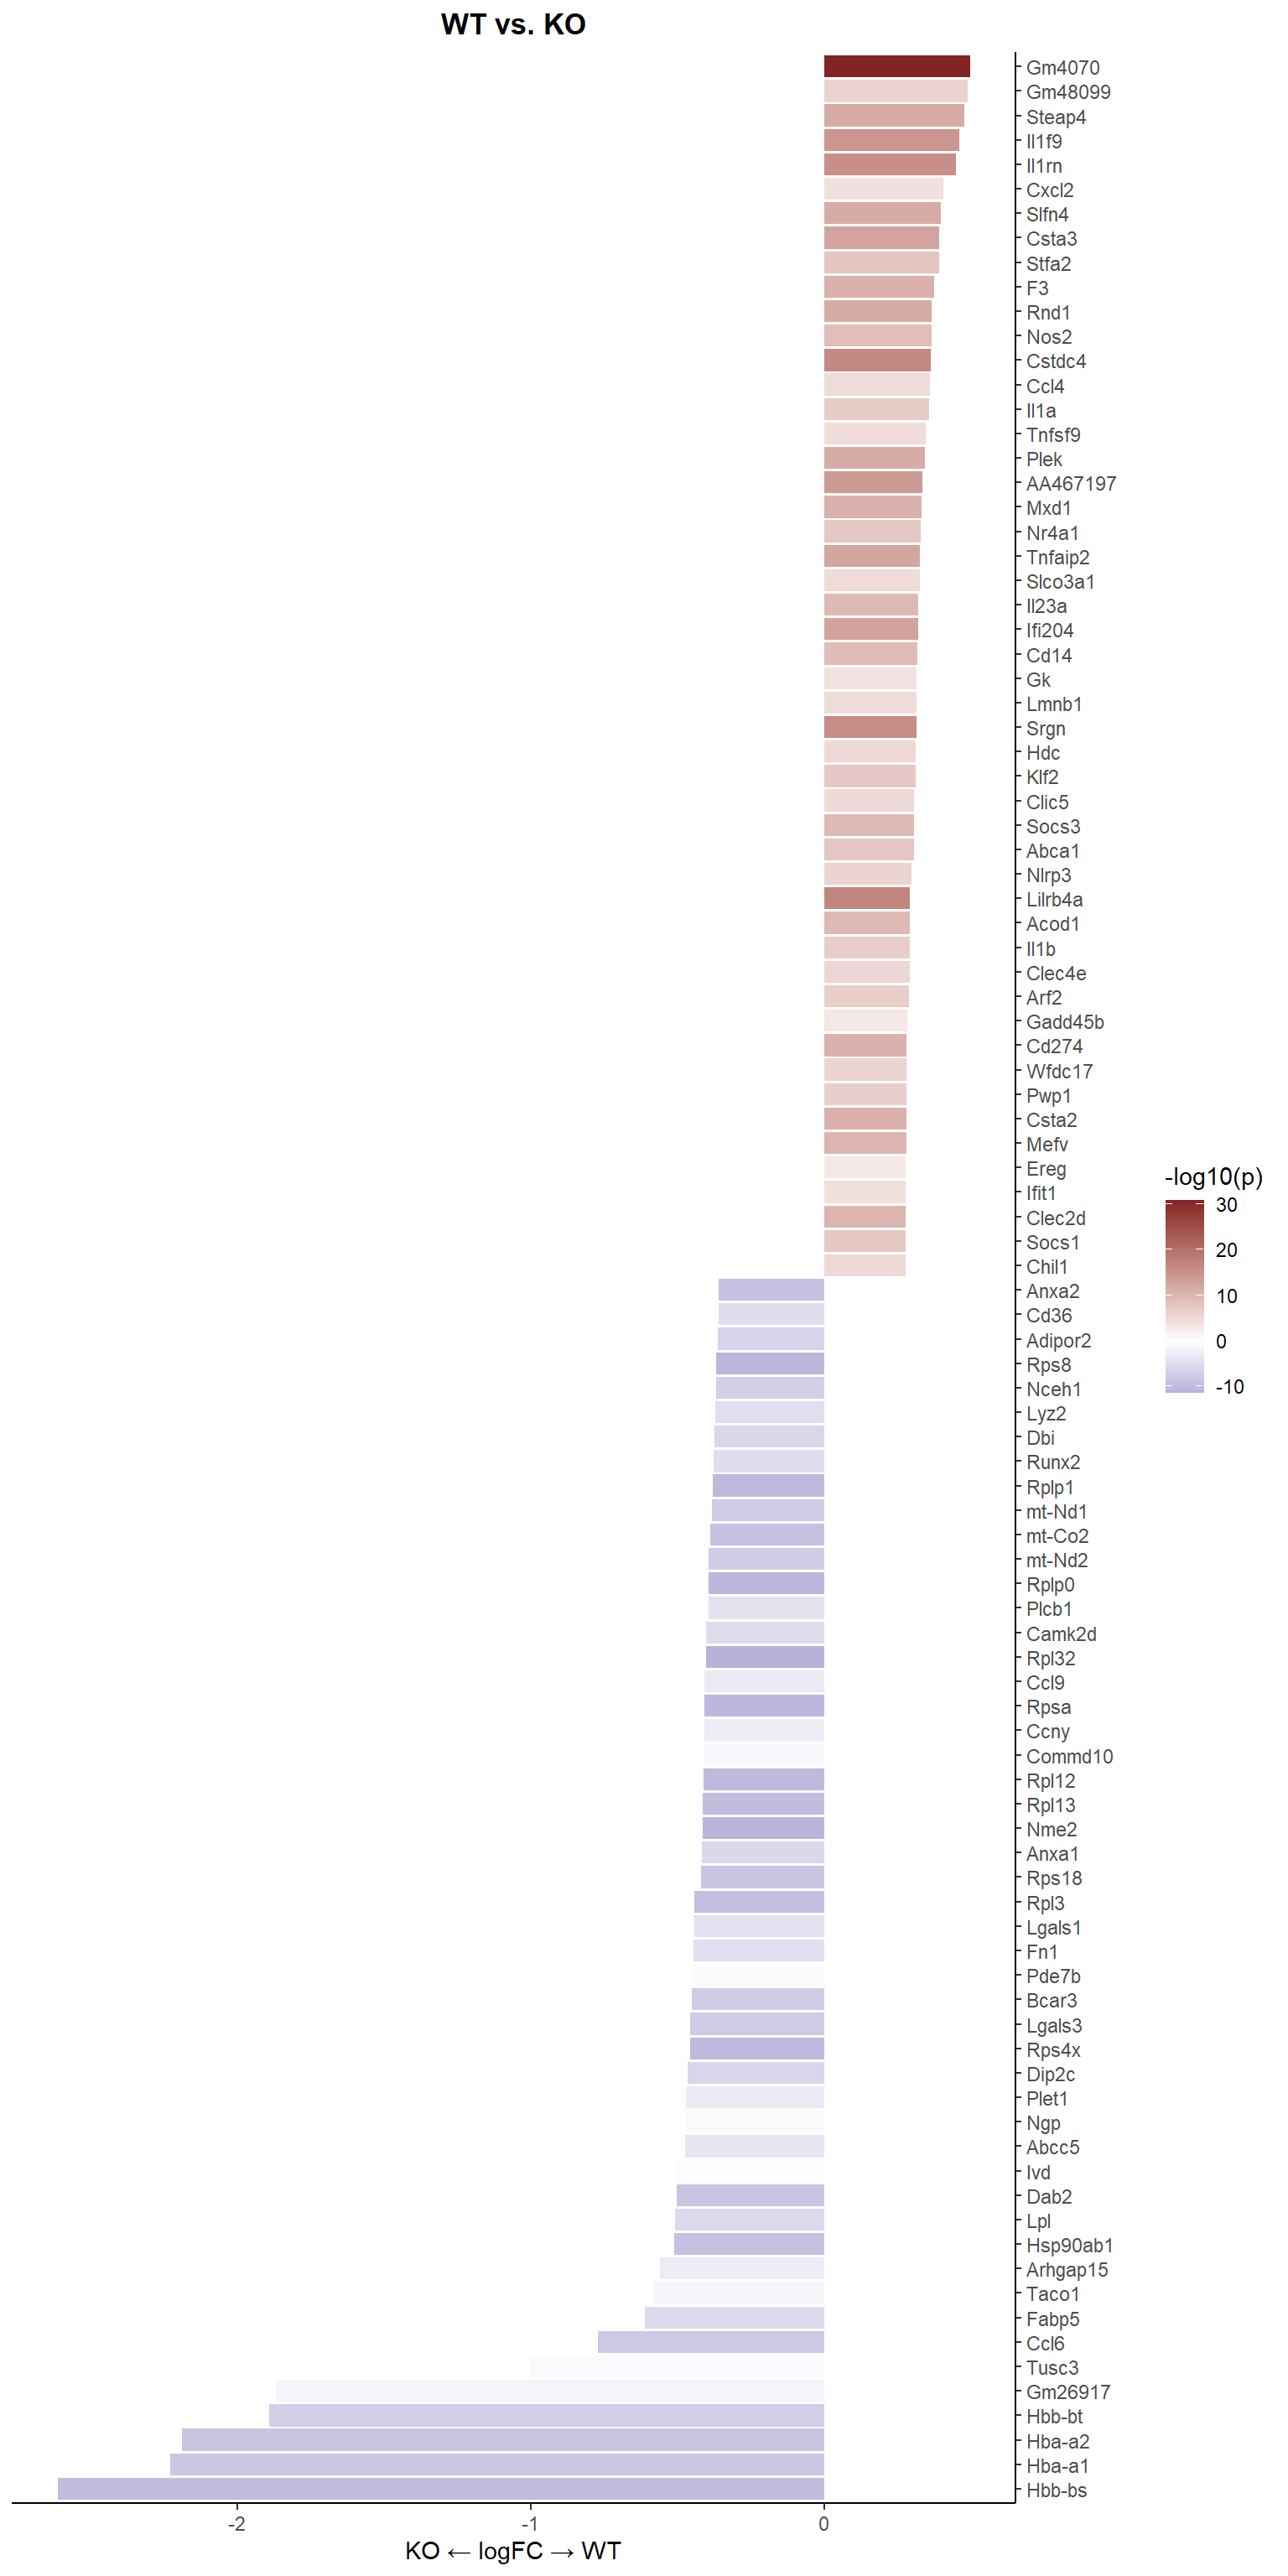 WT vs. KO
Gm4070
Gm48099
Steap4
Il1f9
Il1rn
Cxcl2
Slfn4
Csta3
Stfa2
F3
Rnd1
Nos2
Cstdc4
Ccl4
Il1a
Tnfsf9
Plek
AA467197
Mxd1
Nr4a1
Tnfaip2
Slco3a1
Il23a
Ifi204
Cd14
Gk
Lmnb1
Srgn
Hdc
Klf2
Clic5
Socs3
Abca1
Nlrp3
Lilrb4a
Acod1
Il1b
Clec4e
Arf2
Gadd45b
Cd274
Wfdc17
Pwp1
Csta2
Mefv
Ereg
Ifit1
Clec2d
Socs1
Chil1
Anxa2
Cd36
Adipor2
Rps8
Nceh1
Lyz2
Dbi
Runx2
Rplp1
mt-Nd1
mt-Co2
mt-Nd2
Rplp0
Plcb1
Camk2d
Rpl32
Ccl9
Rpsa
Ccny
Commd10
Rpl12
Rpl13
Nme2
Anxa1
Rps18
Rpl3
Lgals1
Fn1
Pde7b
Bcar3
Lgals3
Rps4x
Dip2c
Plet1
Ngp
Abcc5
Ivd
Dab2
Lpl
Hsp90ab1
Arhgap15
Taco1
Fabp5
Ccl6
Tusc3
Gm26917
Hbb-bt
Hba-a2
Hba-a1
Hbb-bs
-2 -1 0
KO ← logFC → WT
-log10(p)
30
20
10
0
-10